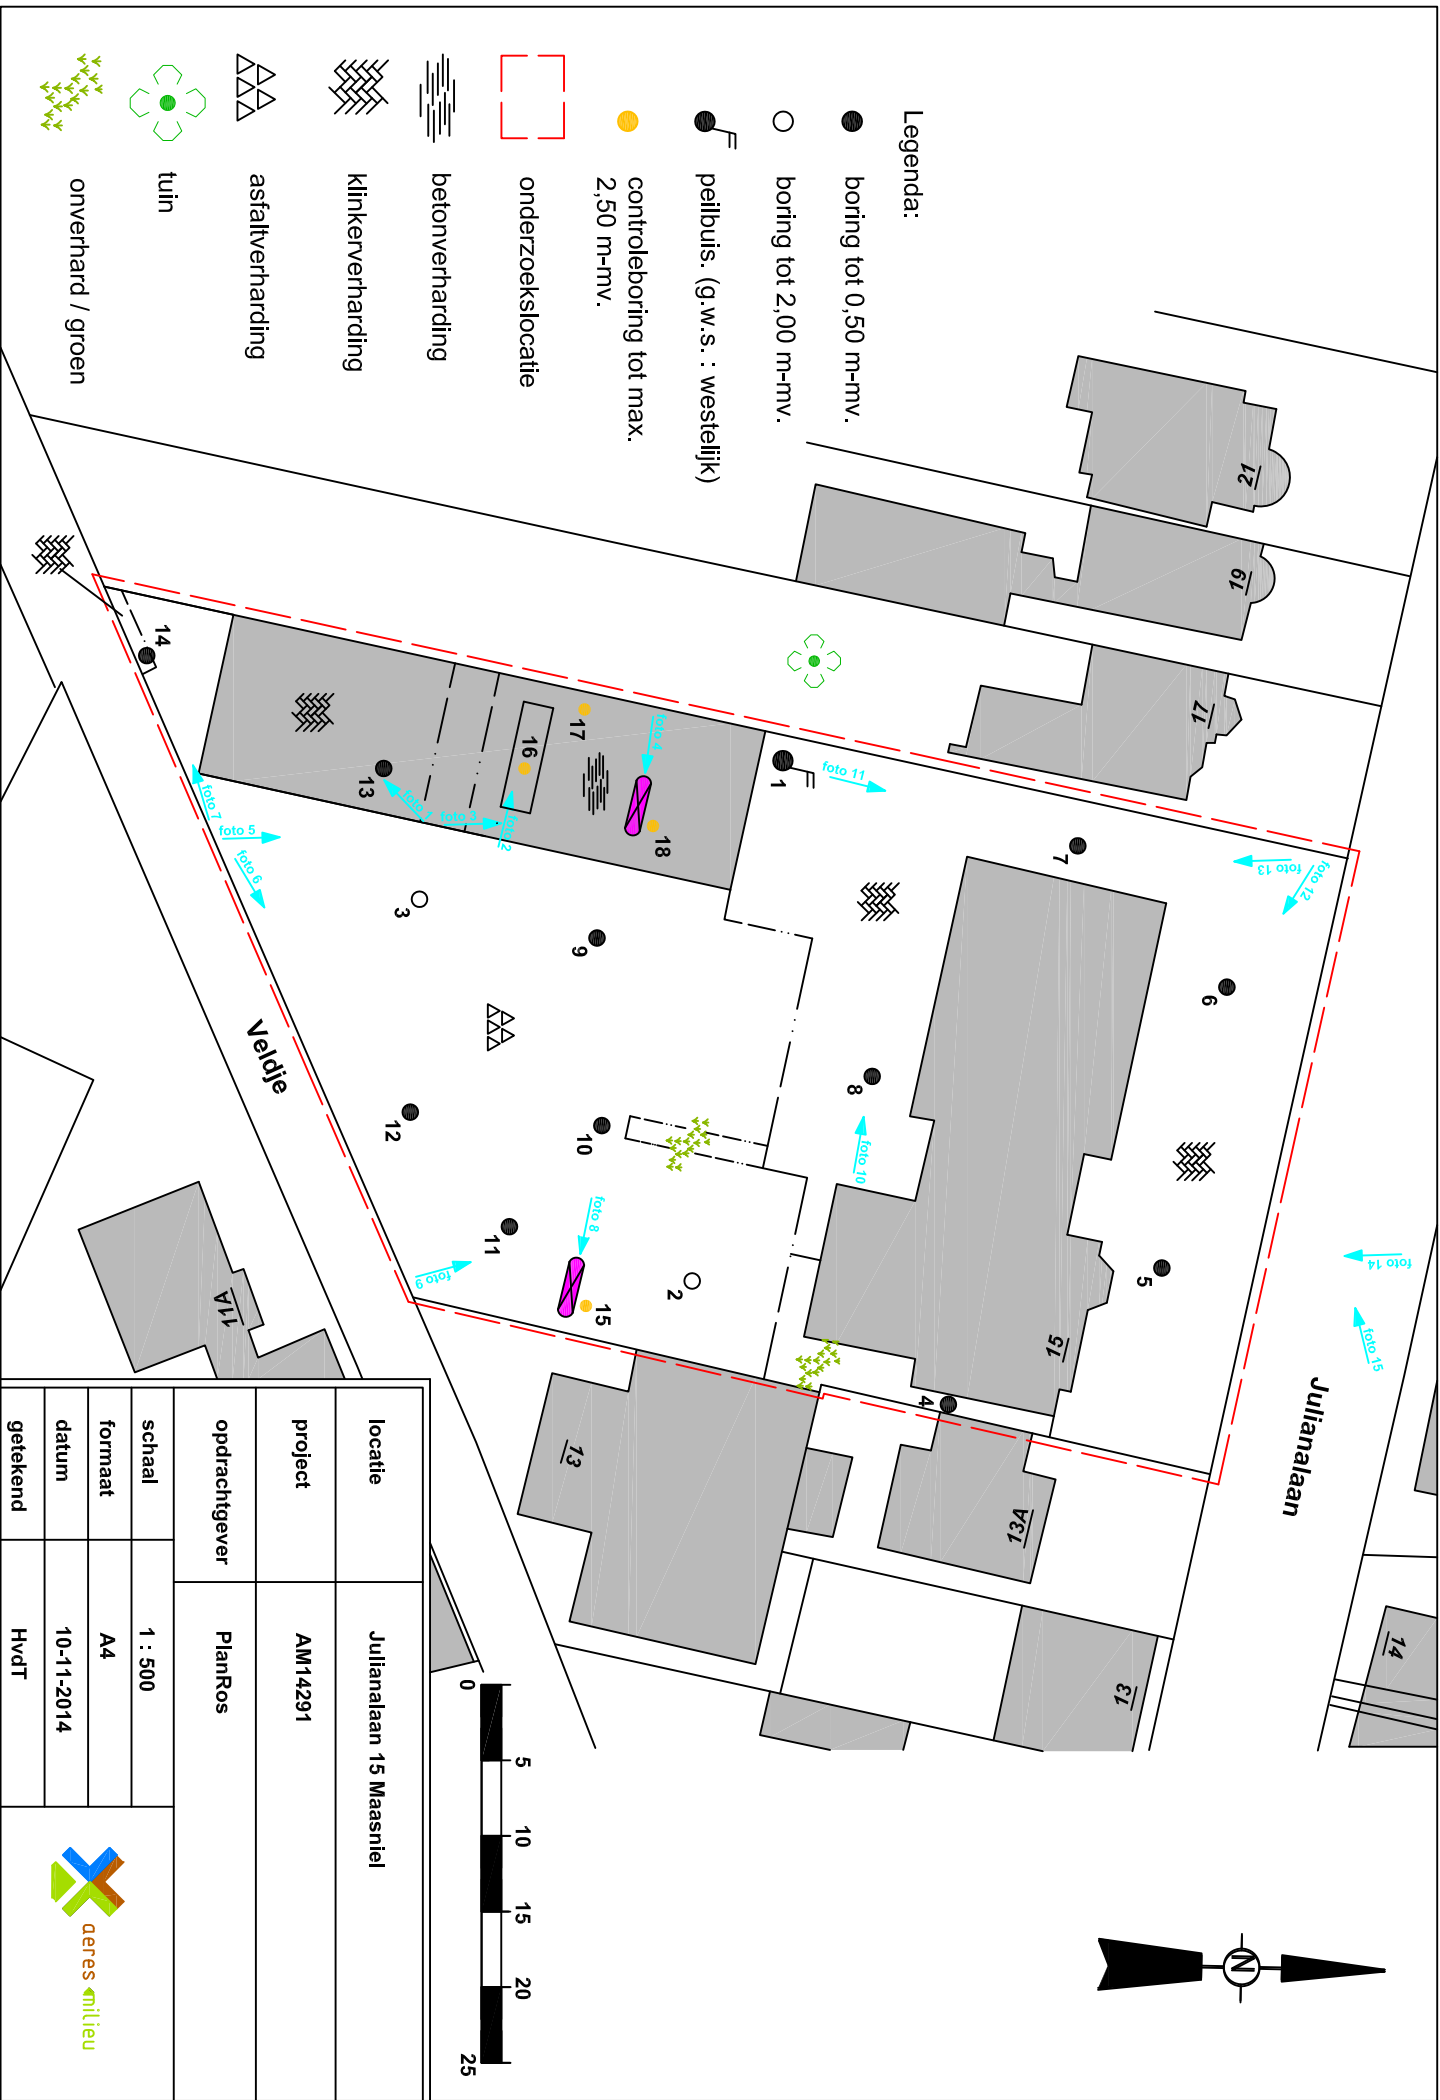 Legenda:
boring tot 0,50 m-mv.
boring tot 2,00 m-mv.
peilbuis. (g.w.s. : westelijk)
controleboring tot max.
2,50 m-mv.
onderzoekslocatie
betonverharding
klinkerverharding
asfaltverharding
tuin
onverhard / groen
21
19
17
15
13A
13
14
13
11A
Julianalaan
Veldje
1
2
3
4
5
6
7
8
9
10
11
12
13
14
15
16
17
18
foto 1
foto 2
foto 3
foto 4
foto 5
foto 6
foto 7
foto 8
foto 9
foto 10
foto 11
foto 12
foto 13
foto 14
foto 15
N
0
5
10
15
20
25
locatie
Julianalaan 15 Maasniel
project
AM14291
opdrachtgever
PlanRos
schaal
1 : 500
formaat
A4
datum
10-11-2014
getekend
HvdT
aeres milieu